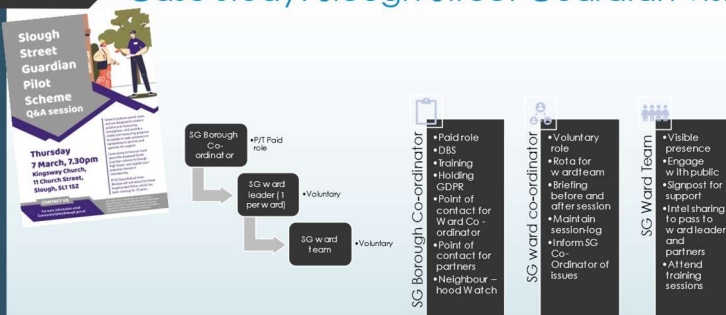 Slough
Street
Guardian
Pilot
Scheme
Q&A session
Thursday
7 March, 7.30pm
Kingsway Church,
11 Church Street,
Slough, SL1 1SZ
CONTACT US
SG Borough
Co-
ordinator
•P/T Paid
role
SG ward
leader (1
per ward)
•Voluntary
SG ward
team
•Voluntary
SG Borough Co-ordinator
•Paid role
•DBS
•Training
•Holding
GDPR
•Point of
contact for
Ward Co -
ordinator
•Point of
contact for
partners
•Neighbour –
hood Watch
SG ward co-ordinator
•Voluntary
role
•Rota for
wardteam
•Briefing
before and
after session
•Maintain
session-log
•Inform SG
Co-
Ordinator of
issues
SG Ward Team
•Visible
presence
•Engage
with public
•Signpost for
support
•Intel sharing
to pass to
ward leader
and
partners
•Attend
training
sessions